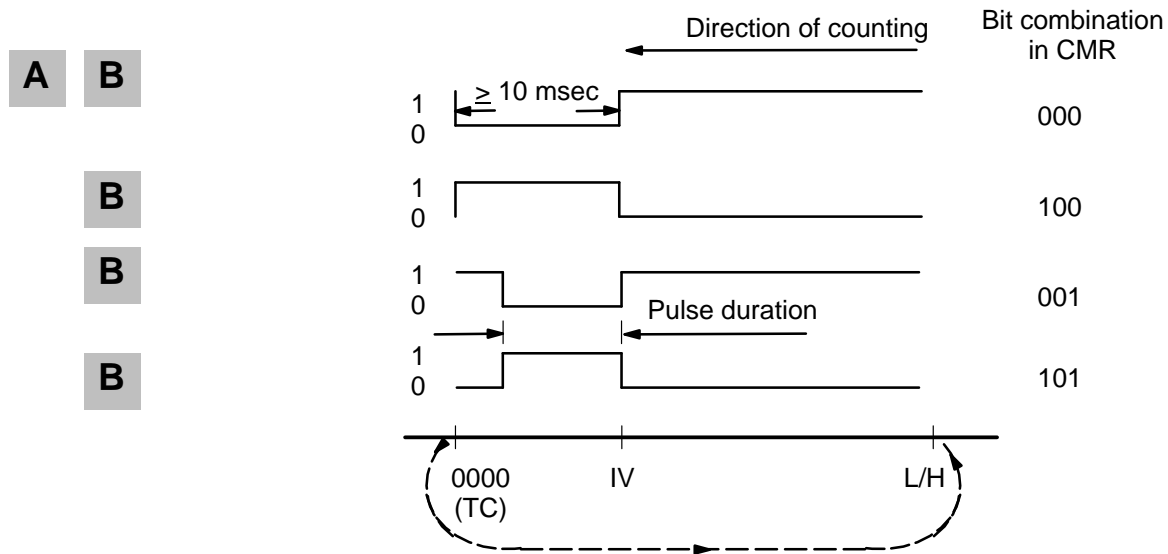 Direction of counting
Bit combination
in CMR
A B
1
≥ 10 msec
0
000
B
1
0
100
B
1
0
001
Pulse duration
B
1
0
101
0000
(TC)
IV
L/H